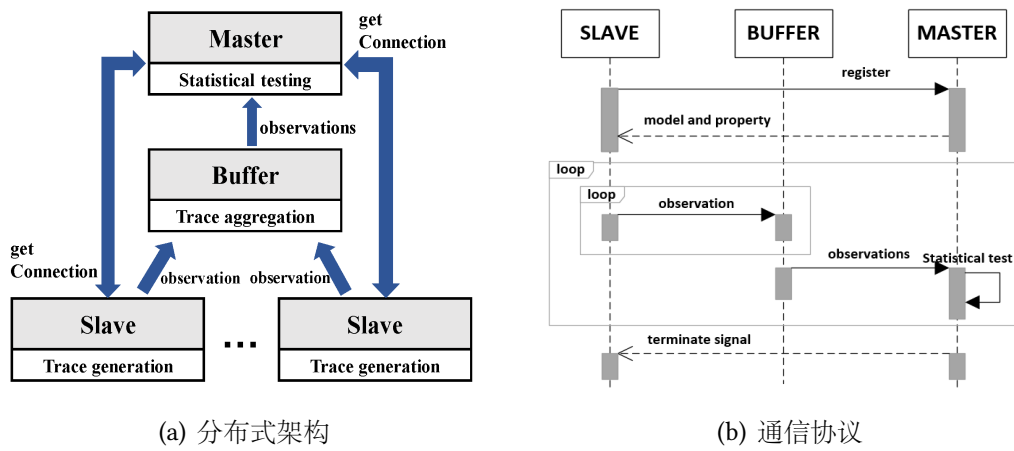 get
Connection
Master
Statistical testing
get
Connection
observations
Buffer
Trace aggregation
get
Connection
observation
observation
Slave
Trace generation
...
Slave
Trace generation
(a) 分布式架构
SLAVE
BUFFER
MASTER
register
model and property
loop
loop
observation
observations
Statistical test
terminate signal
(b) 通信协议